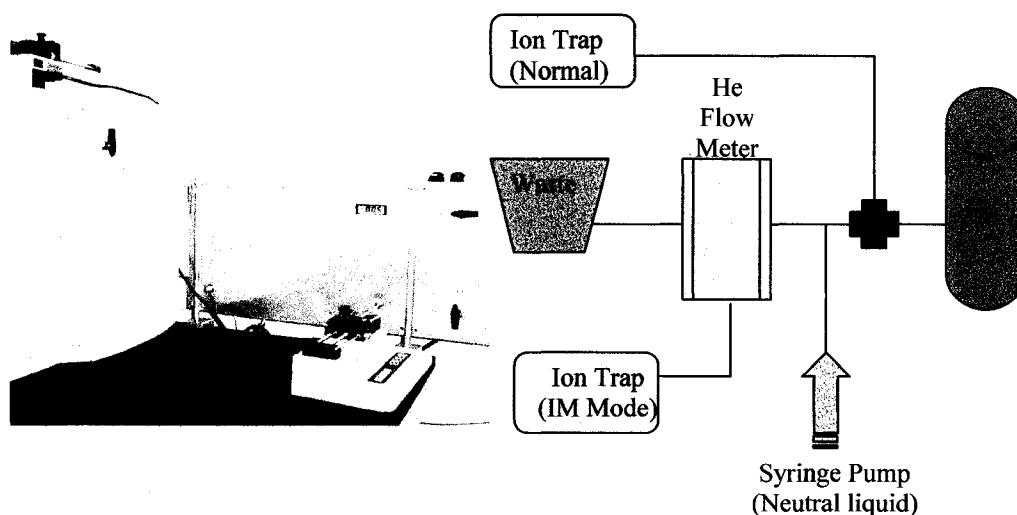 Ion Trap
(Normal)
He
Flow
Meter
Waste
Ion Trap
(IM Mode)
Syringe Pump
(Neutral liquid)